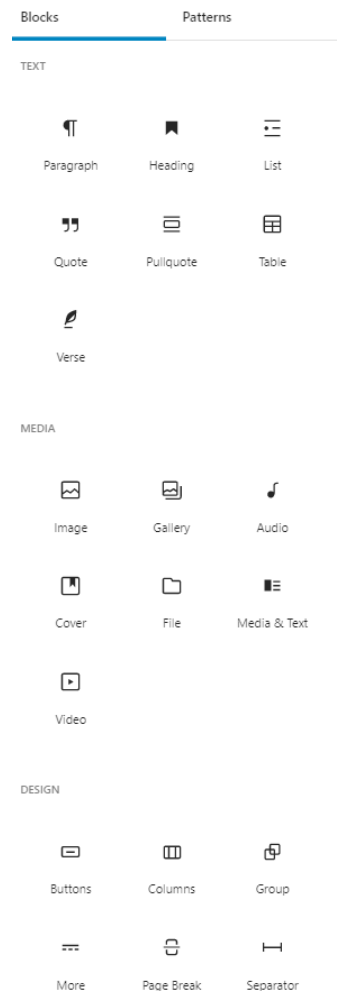 Blocks Patterns
TEXT
Paragraph Heading List
Quote Pullquote Table
Verse
MEDIA
Image Gallery Audio
Cover File Media & Text
Video
DESIGN
Buttons Columns Group
More Page Break Separator